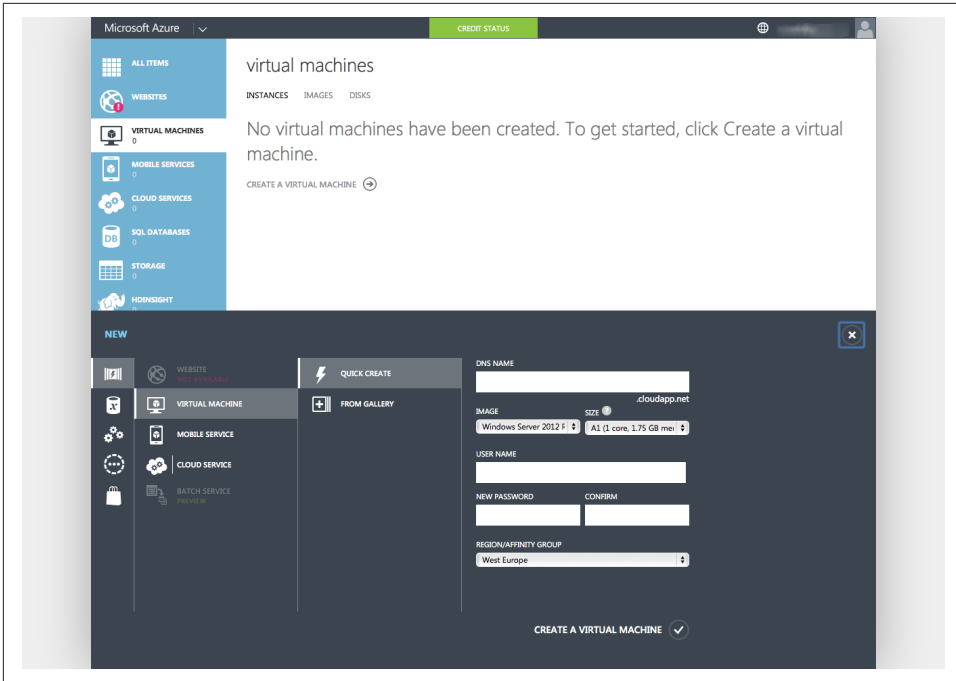 Microsoft Azure
CREDIT STATUS
ALL ITEMS
WEBSITES
!
VIRTUAL MACHINES
0
MOBILE SERVICES
0
CLOUD SERVICES
0
DB
SQL DATABASES
0
STORAGE
0
HDINSIGHT
virtual machines
INSTANCES IMAGES DISKS
No virtual machines have been created. To get started, click Create a virtual
machine.
CREATE A VIRTUAL MACHINE
NEW
WEBSITE
NOT AVAILABLE
VIRTUAL MACHINE
MOBILE SERVICE
CLOUD SERVICE
BATCH SERVICE
PREVIEW
QUICK CREATE
FROM GALLERY
DNS NAME
.cloudapp.net
IMAGE SIZE ?
Windows Server 2012 A1 (1 core, 1.75 GB
USER NAME
NEW PASSWORD CONFIRM
REGION/AFFINITY GROUP
West Europe
CREATE A VIRTUAL MACHINE